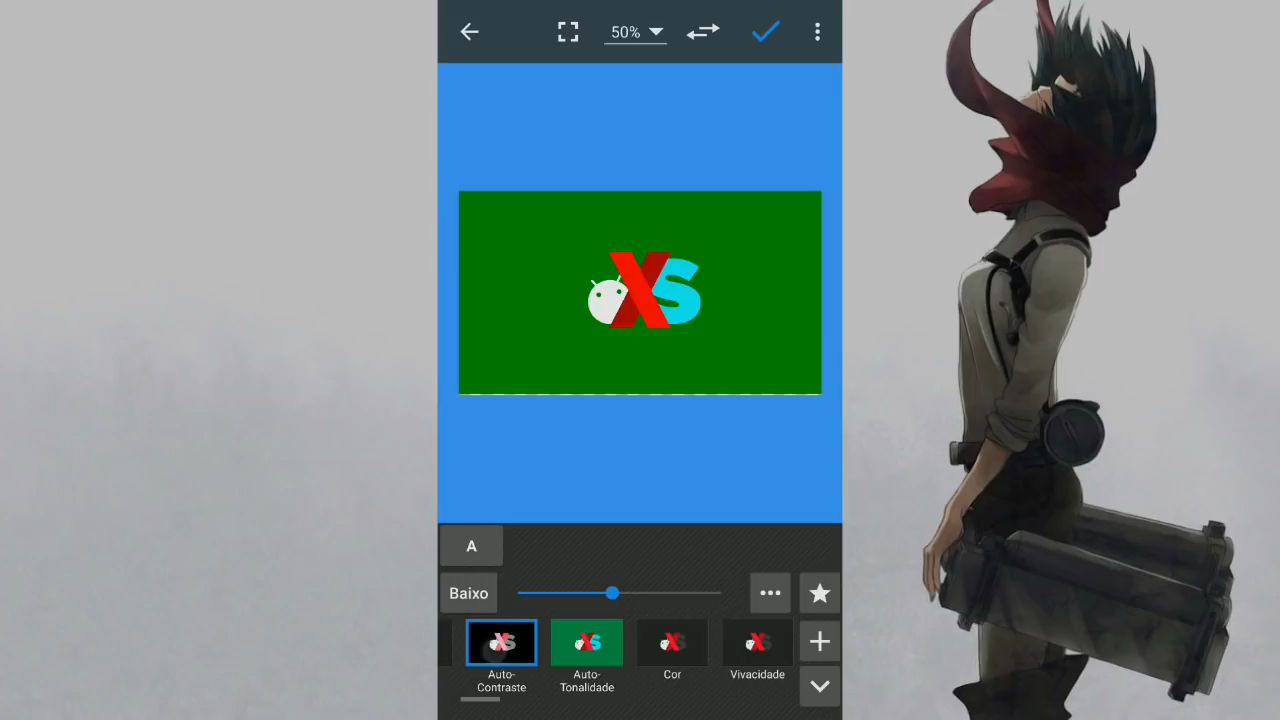 50%
XS
A
Baixo
Auto-
Contraste
Auto-
Tonalidade
Cor
Vivacidade